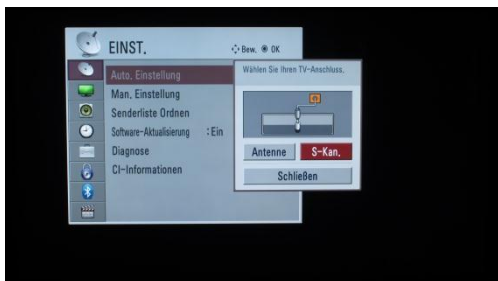 EINST.
Bew. OK
Auto. Einstellung
Man. Einstellung
Senderliste Ordnen
Software-Aktualisierung : Ein
Diagnose
CI-Informationen
Wählen Sie Ihren TV-Anschluss.
Antenne
S-Kan.
Schließen